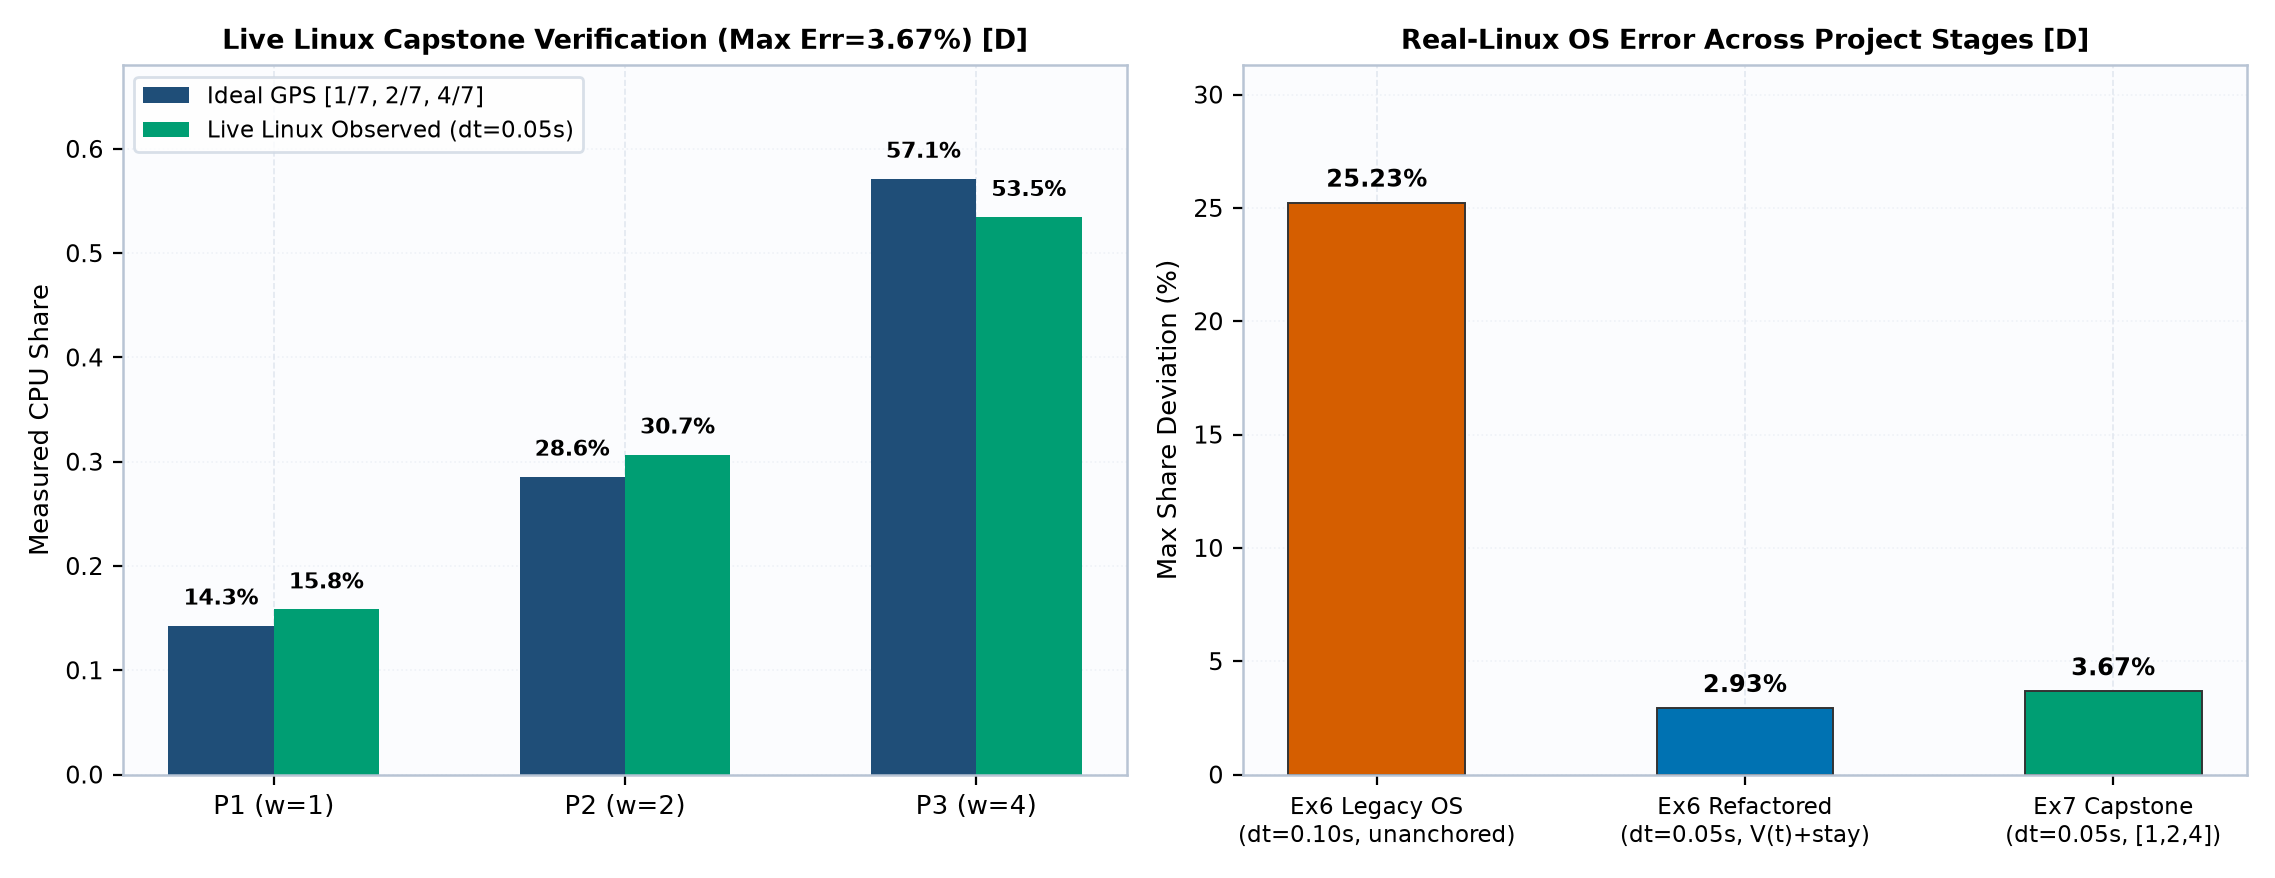 Live Linux Capstone Verification (Max Err=3.67%) [D]
Ideal GPS [1/7, 2/7, 4/7]
Live Linux Observed (dt=0.05s)
Measured CPU Share
0.6
0.5
0.4
0.3
0.2
0.1
0.0
14.3%
15.8%
28.6%
30.7%
57.1%
53.5%
P1 (w=1)
P2 (w=2)
P3 (w=4)
Real-Linux OS Error Across Project Stages [D]
Max Share Deviation (%)
30
25
20
15
10
5
0
25.23%
2.93%
3.67%
Ex6 Legacy OS
(dt=0.10s, unanchored)
Ex6 Refactored
(dt=0.05s, V(t)+stay)
Ex7 Capstone
(dt=0.05s, [1,2,4])